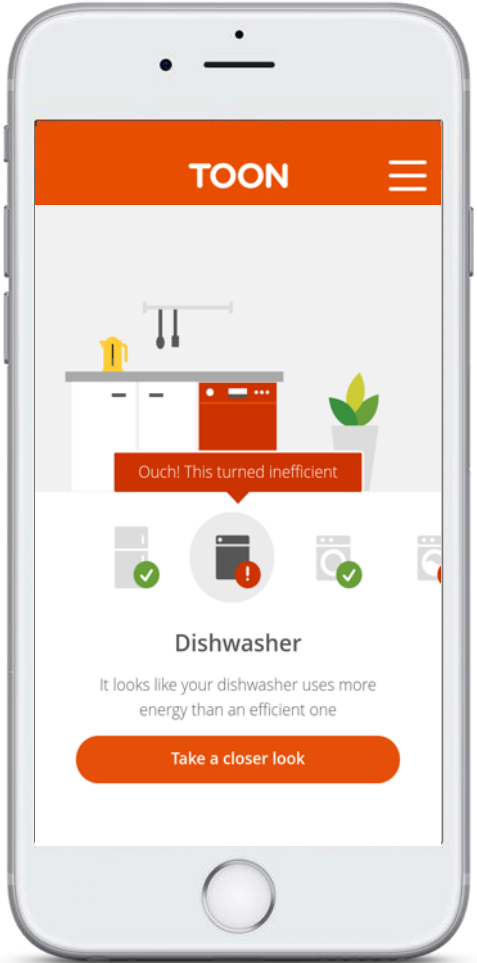 TOON
Ouch! This turned inefficient
Dishwasher
It looks like your dishwasher uses more
energy than an efficient one
Take a closer look